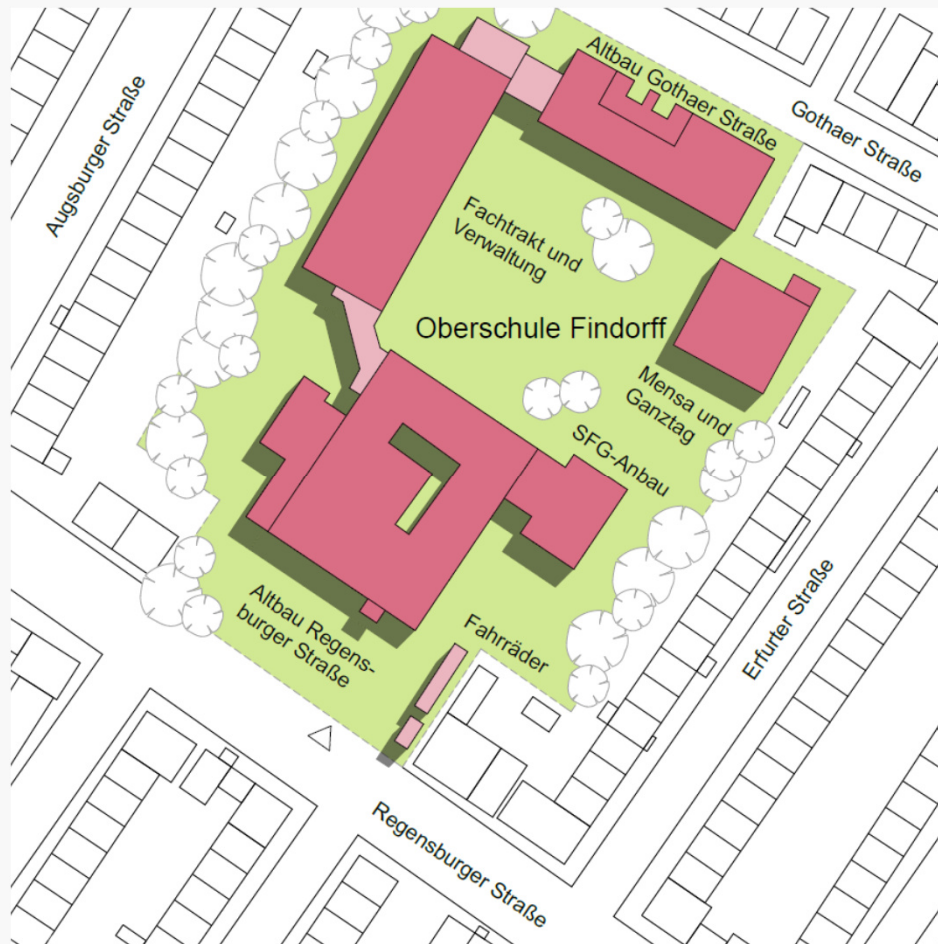 Altbau Gothaer Straße
Gothaer Straße
Augsburger Straße
Fachtrakt und
Verwaltung
Oberschule Findorff
Mensa und
Ganztag
SFG-Anbau
Altbau Regens-
burger Straße
Fahrräder
Erfurter Straße
Regensburger Straße